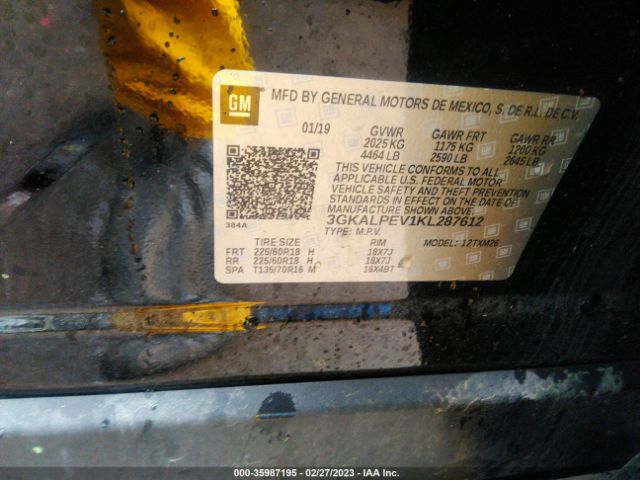 GM
MFD BY GENERAL MOTORS DE MEXICO, S. DE R.L. DE C.V.
01/19 GVWR GAWR FRT GAWR RR
2025 KG 1175 KG 1200 KG
4464 LB 2590 LB 2645 LB
THIS VEHICLE CONFORMS TO ALL
APPLICABLE U.S. FEDERAL MOTOR
VEHICLE SAFETY AND THEFT PREVENTION
STANDARDS IN EFFECT ON THE DATE OF
MANUFACTURE SHOWN ABOVE.
384A
3GKALPEV1KL287612
TYPE: M.P.V. MODEL: 12TXM26
TIRE SIZE RIM
FRT 225/60R18 H 18X7J
RR 225/60R18 H 18X7J
SPA T135/70R16 M 16X4BT
000-35987195 - 02/27/2023 - IAA Inc.